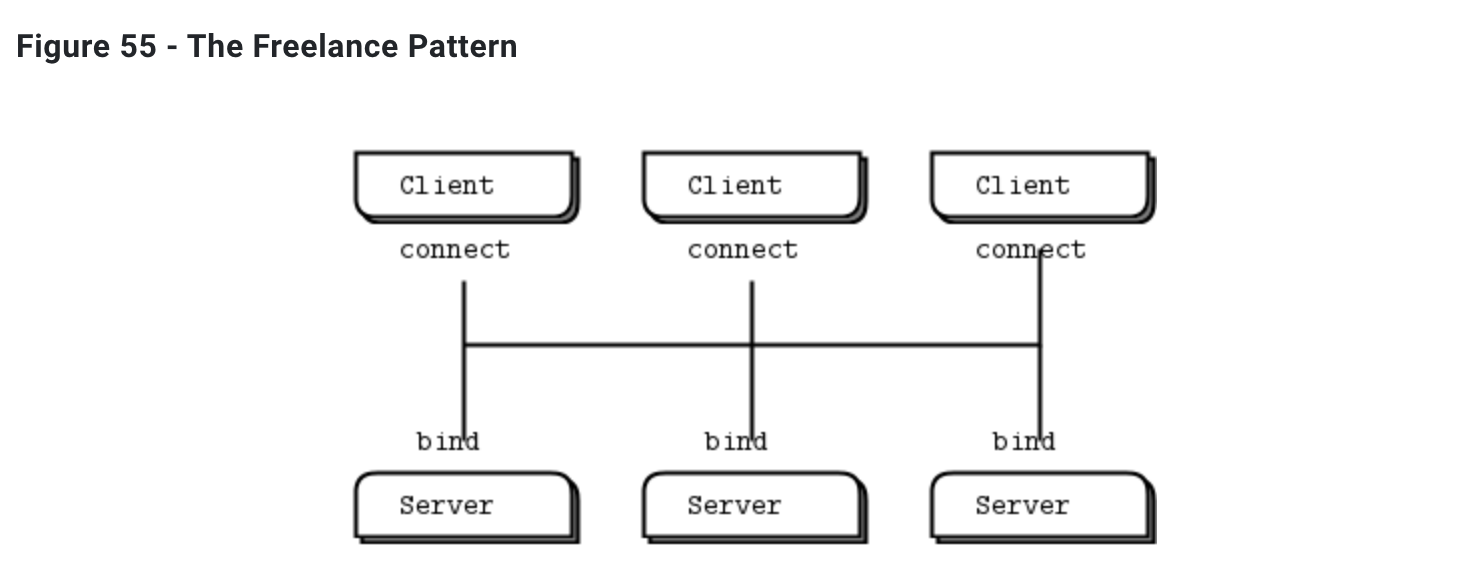 Figure 55 - The Freelance Pattern
Client Client Client
connect connect connect
bind bind bind
Server Server Server